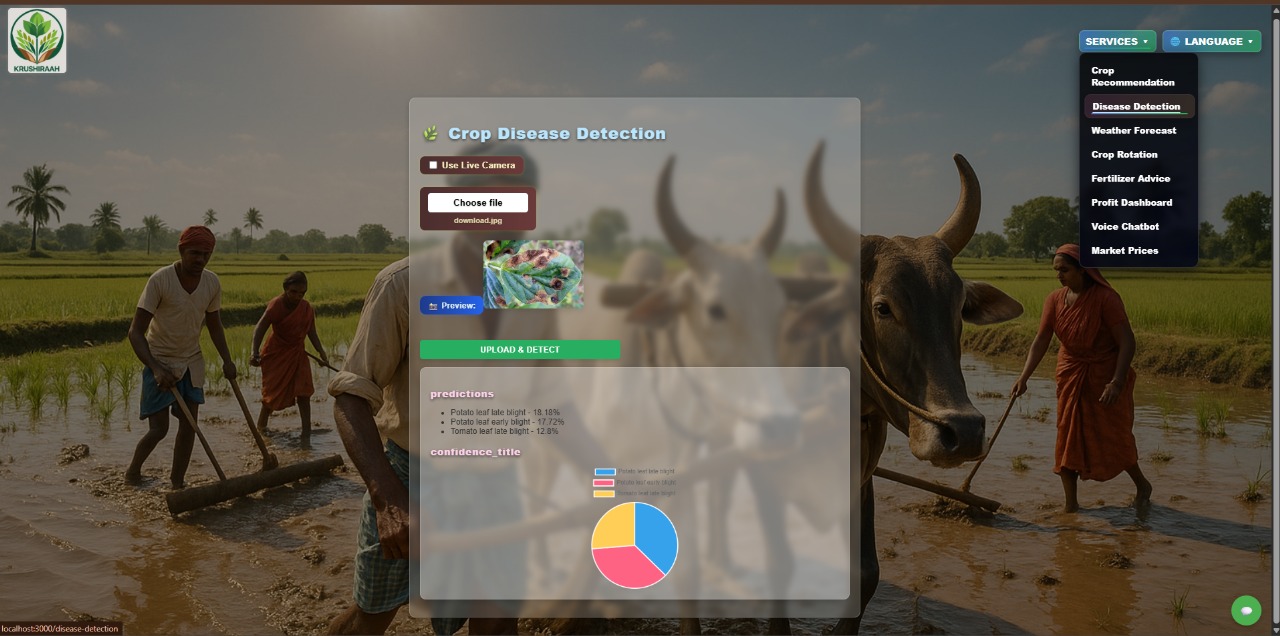 KRUSHIRAAH
SERVICES ▾
🌐 LANGUAGE ▾
Crop
Recommendation
Disease Detection
Weather Forecast
Crop Rotation
Fertilizer Advice
Profit Dashboard
Voice Chatbot
Market Prices
🌿 Crop Disease Detection
Use Live Camera
Choose file
download.jpg
Preview:
UPLOAD & DETECT
predictions
• Potato leaf late blight - 18.18%
• Potato leaf early blight - 17.72%
• Tomato leaf late blight - 12.8%
confidence_title
Potato leaf late blight
Potato leaf early blight
Tomato leaf late blight
localhost:3000/disease-detection